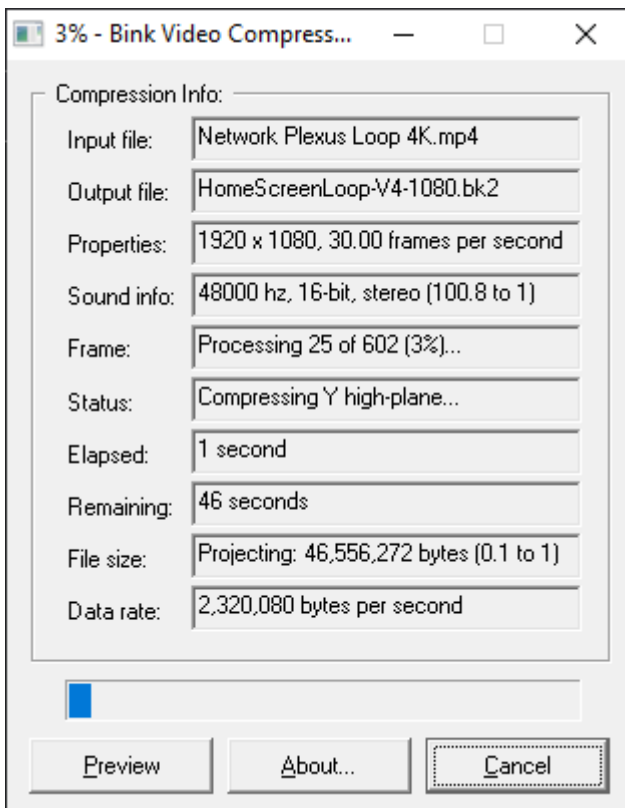 3% - Bink Video Compress...
Compression Info:
Input file: Network Plexus Loop 4K.mp4
Output file: HomeScreenLoop-V4-1080.bk2
Properties: 1920 x 1080, 30.00 frames per second
Sound info: 48000 hz, 16-bit, stereo (100.8 to 1)
Frame: Processing 25 of 602 (3%)...
Status: Compressing Y high-plane...
Elapsed: 1 second
Remaining: 46 seconds
File size: Projecting: 46,556,272 bytes (0.1 to 1)
Data rate: 2,320,080 bytes per second
Preview About... Cancel